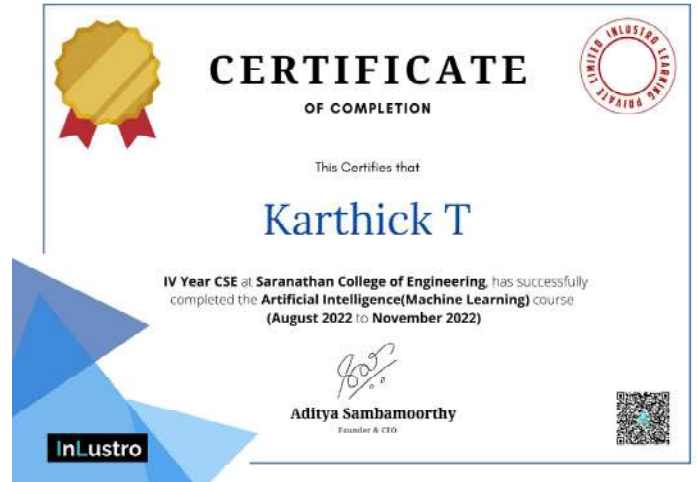 CERTIFICATE
OF COMPLETION
INLUSTRO LEARNING PRIVATE LIMITED
This Certifies that
Karthick T
IV Year CSE at Saranathan College of Engineering, has successfully
completed the Artificial Intelligence(Machine Learning) course
(August 2022 to November 2022)
Aditya Sambamoorthy
Founder & CEO
InLustro